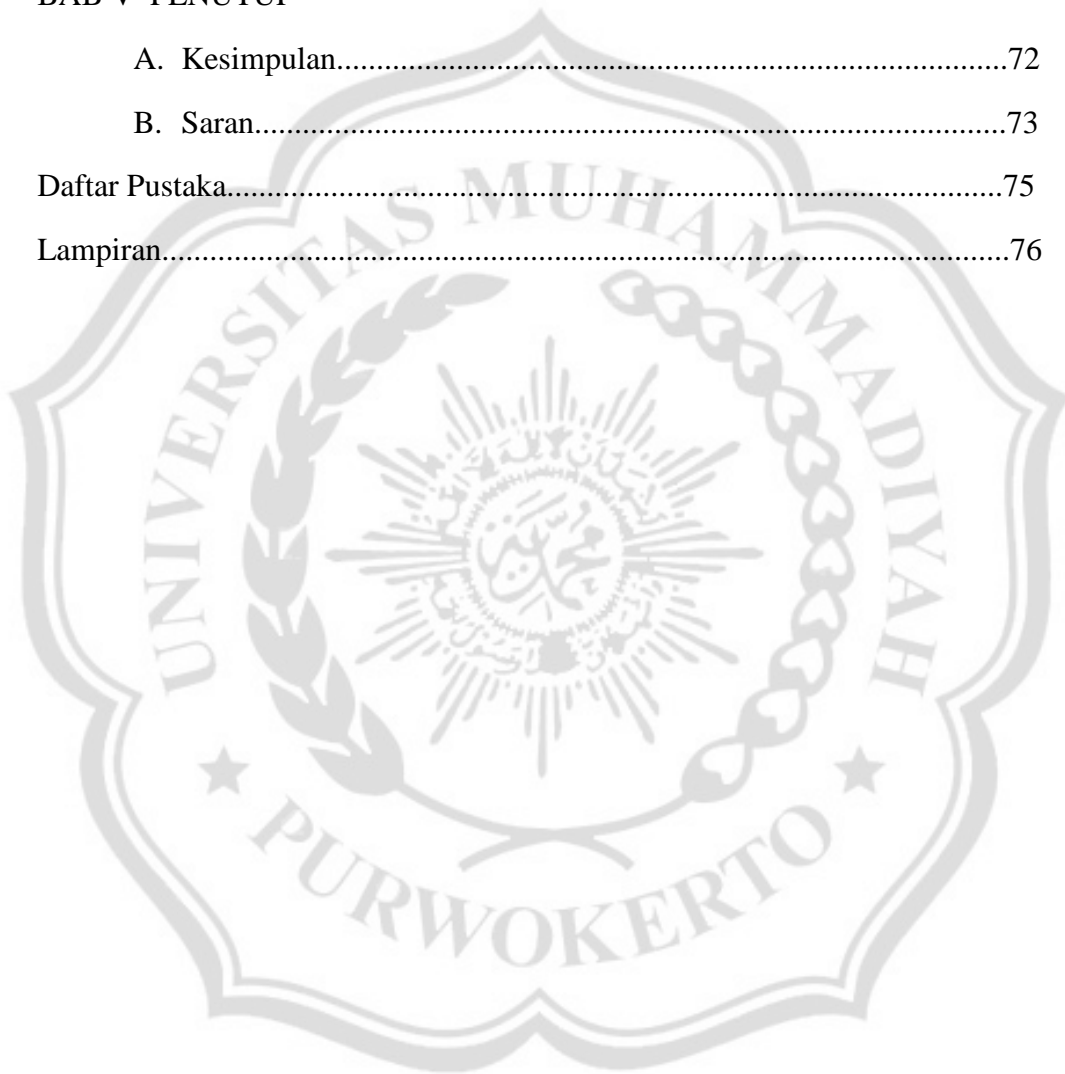 BAB V PENUTUP
A. Kesimpulan....................................................................................72
B. Saran..............................................................................................73
Daftar Pustaka.................................................................................................75
Lampiran..........................................................................................................76
UNIVERSITAS MUHAMMADIYAH
PURWOKERTO